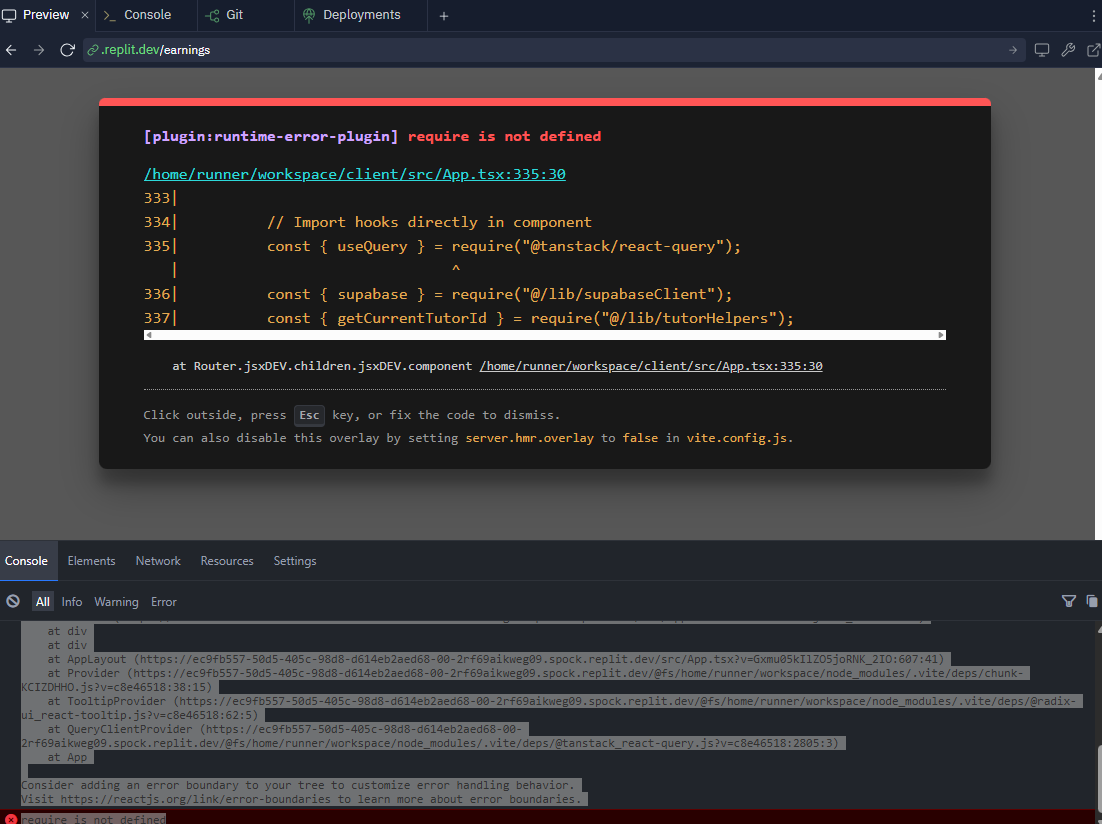 Preview × Console Git Deployments +
.replit.dev/earnings
[plugin:runtime-error-plugin] require is not defined
/home/runner/workspace/client/src/App.tsx:335:30
333|
334| // Import hooks directly in component
335| const { useQuery } = require("@tanstack/react-query");
| ^
336| const { supabase } = require("@/lib/supabaseClient");
337| const { getCurrentTutorId } = require("@/lib/tutorHelpers");
at Router.jsxDEV.children.jsxDEV.component /home/runner/workspace/client/src/App.tsx:335:30
Click outside, press Esc key, or fix the code to dismiss.
You can also disable this overlay by setting server.hmr.overlay to false in vite.config.js.
Console Elements Network Resources Settings
All Info Warning Error
at div
at div
at AppLayout (https://ec9fb557-50d5-405c-98d8-d614eb2aed68-00-2rf69aikweg09.spock.replit.dev/src/App.tsx?v=Gxmu05kIlZO5joRNK_2IO:607:41)
at Provider (https://ec9fb557-50d5-405c-98d8-d614eb2aed68-00-2rf69aikweg09.spock.replit.dev/@fs/home/runner/workspace/node_modules/.vite/deps/chunk-
KCIZDHHO.js?v=c8e46518:38:15)
at TooltipProvider (https://ec9fb557-50d5-405c-98d8-d614eb2aed68-00-2rf69aikweg09.spock.replit.dev/@fs/home/runner/workspace/node_modules/.vite/deps/@radix-
ui_react-tooltip.js?v=c8e46518:62:5)
at QueryClientProvider (https://ec9fb557-50d5-405c-98d8-d614eb2aed68-00-
2rf69aikweg09.spock.replit.dev/@fs/home/runner/workspace/node_modules/.vite/deps/@tanstack_react-query.js?v=c8e46518:2805:3)
at App
Consider adding an error boundary to your tree to customize error handling behavior.
Visit https://reactjs.org/link/error-boundaries to learn more about error boundaries.
require is not defined